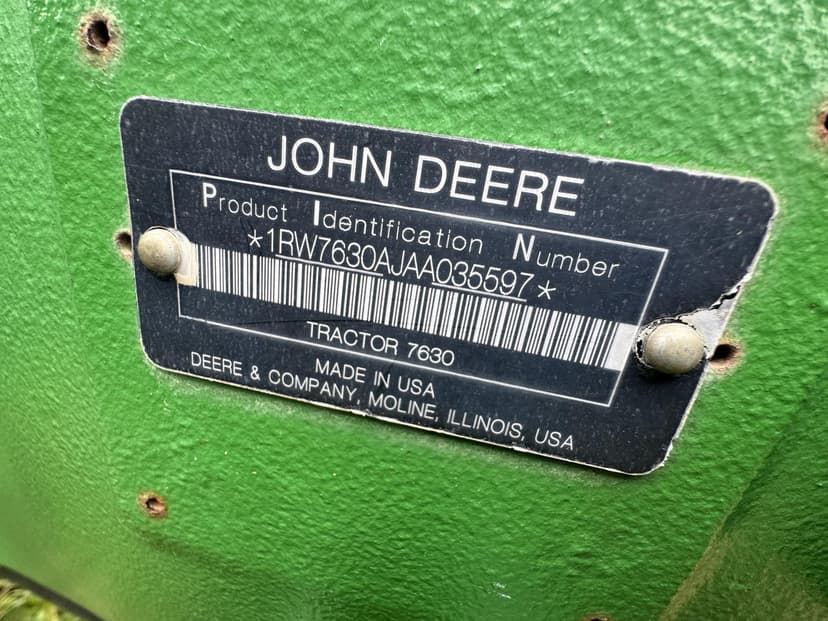 JOHN DEERE
Product Identification Number
*1RW7630AJAA035597*
TRACTOR 7630
MADE IN USA
DEERE & COMPANY, MOLINE, ILLINOIS, USA